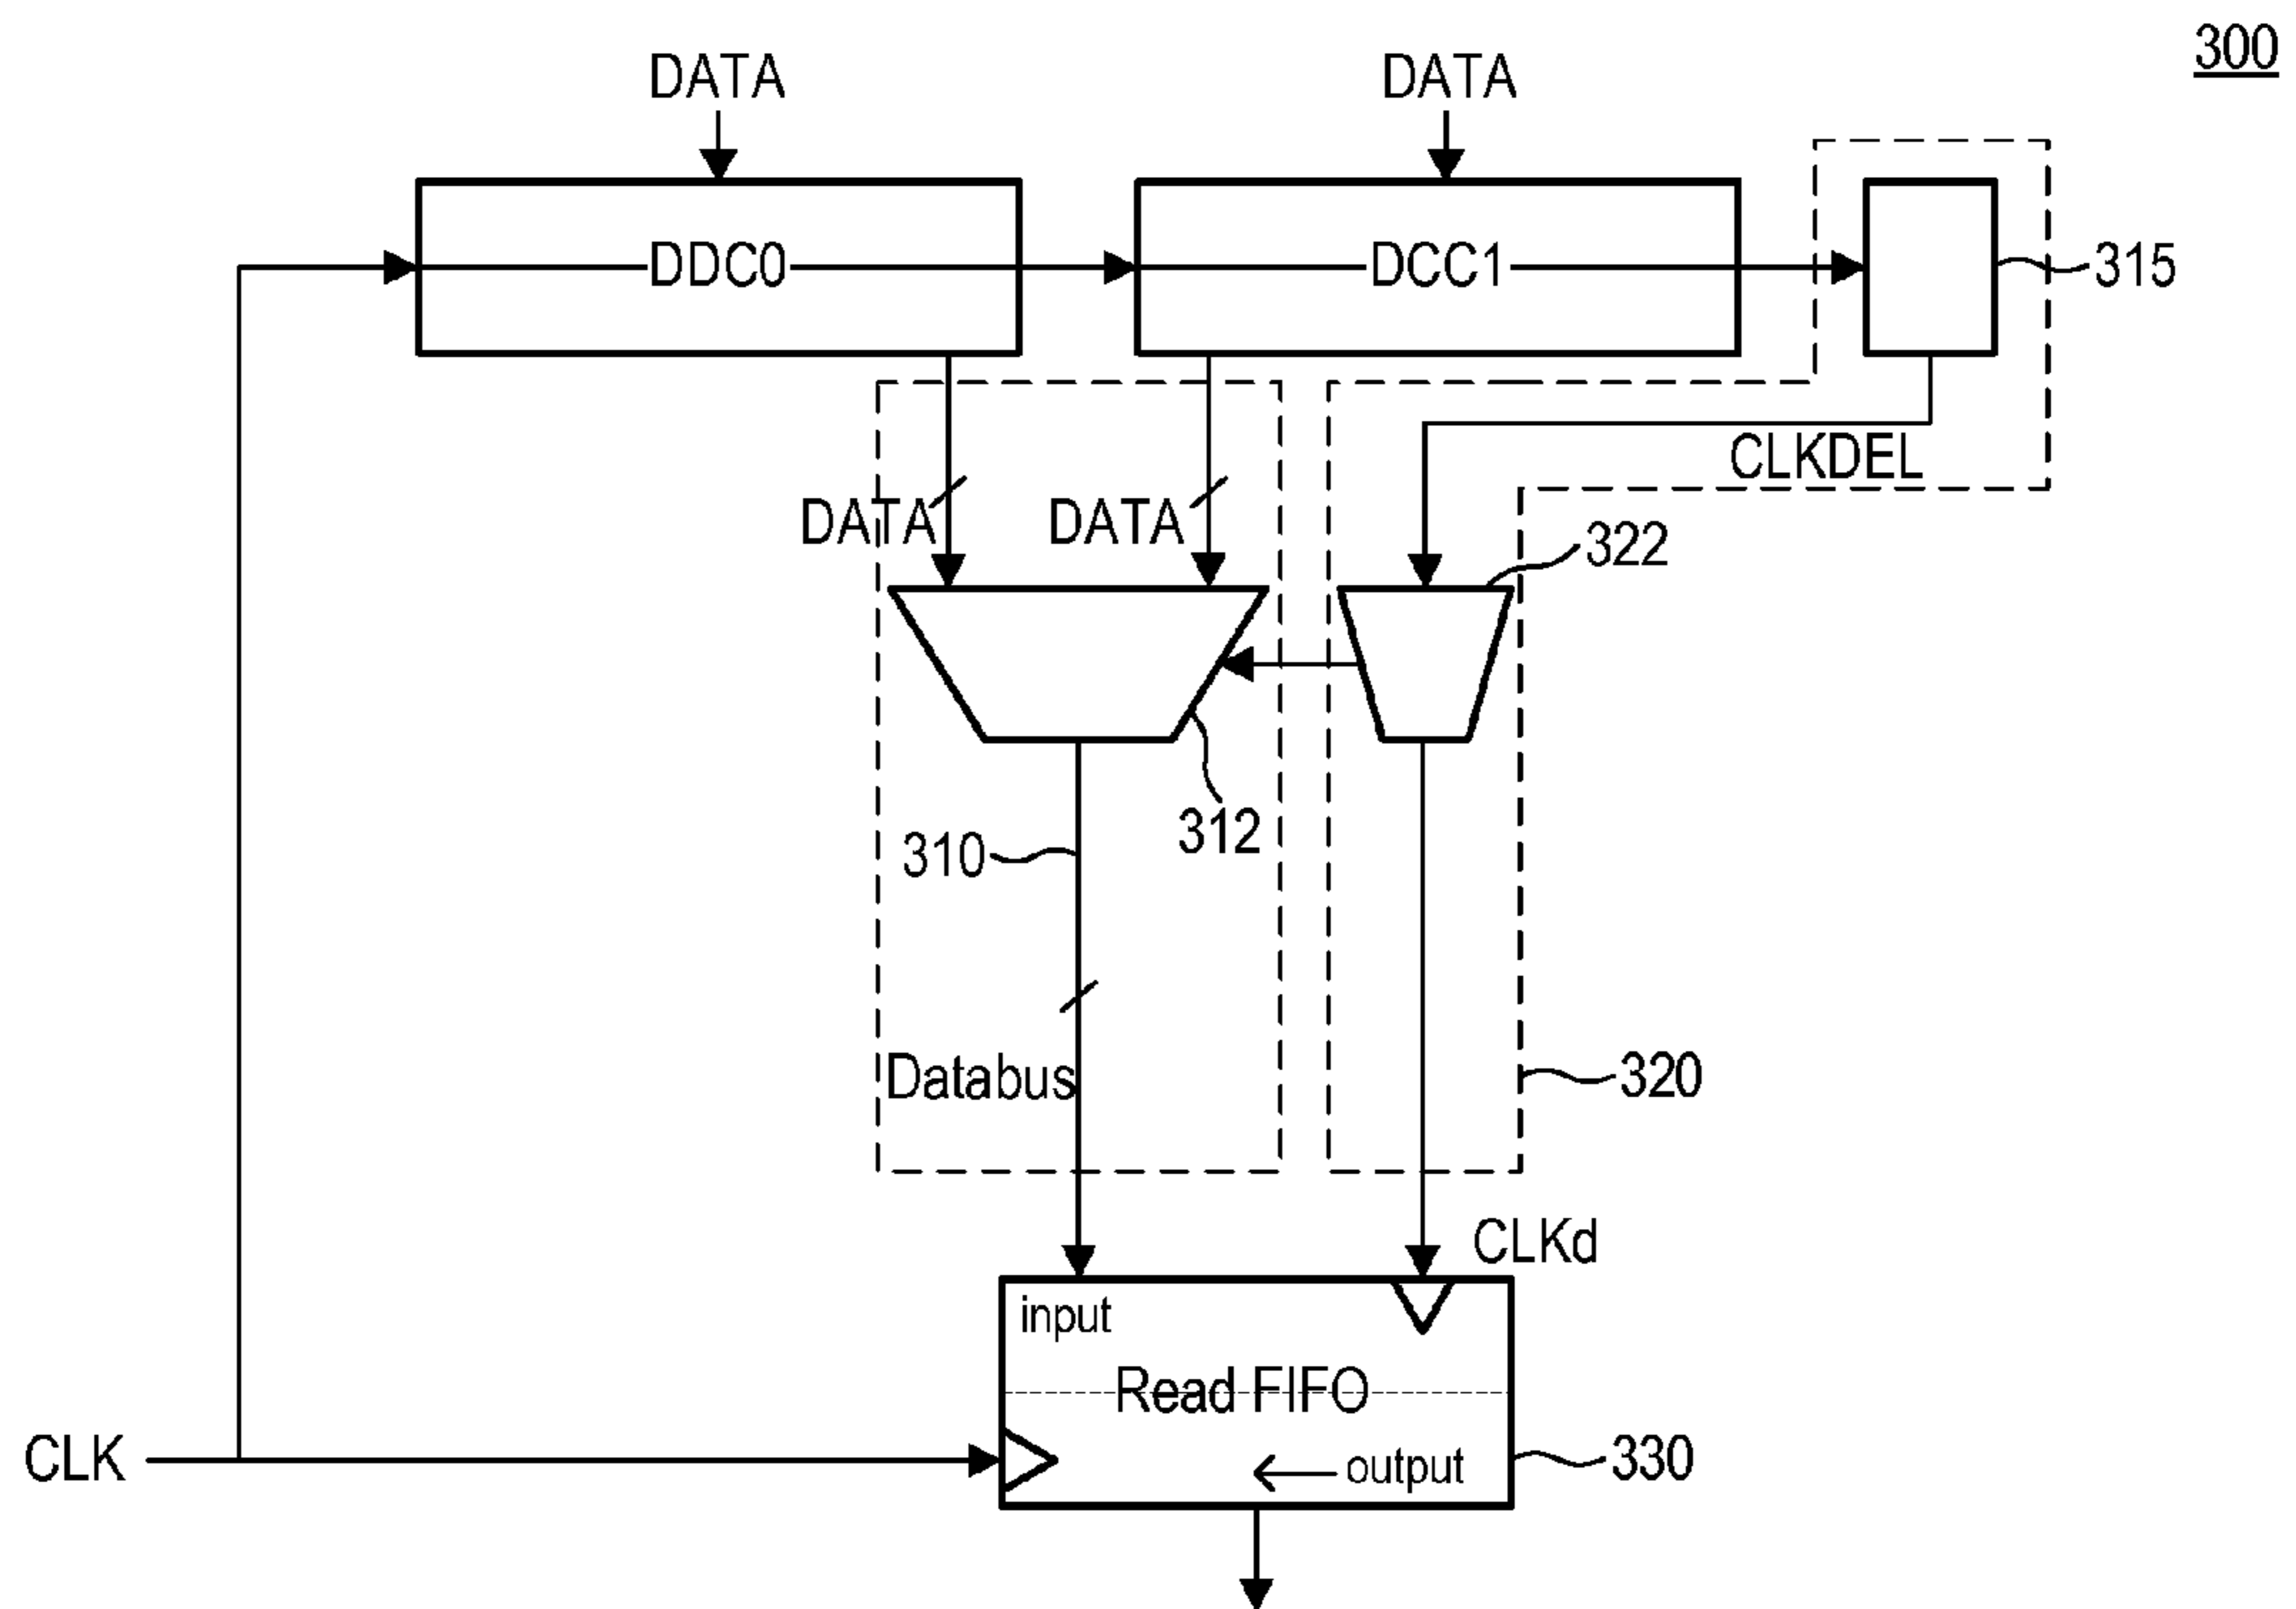 300
DATA
DATA
DDC0
DCC1
315
CLKDEL
DATA
DATA
322
312
310
Databus
320
CLKd
input
Read FIFO
CLK
output
330